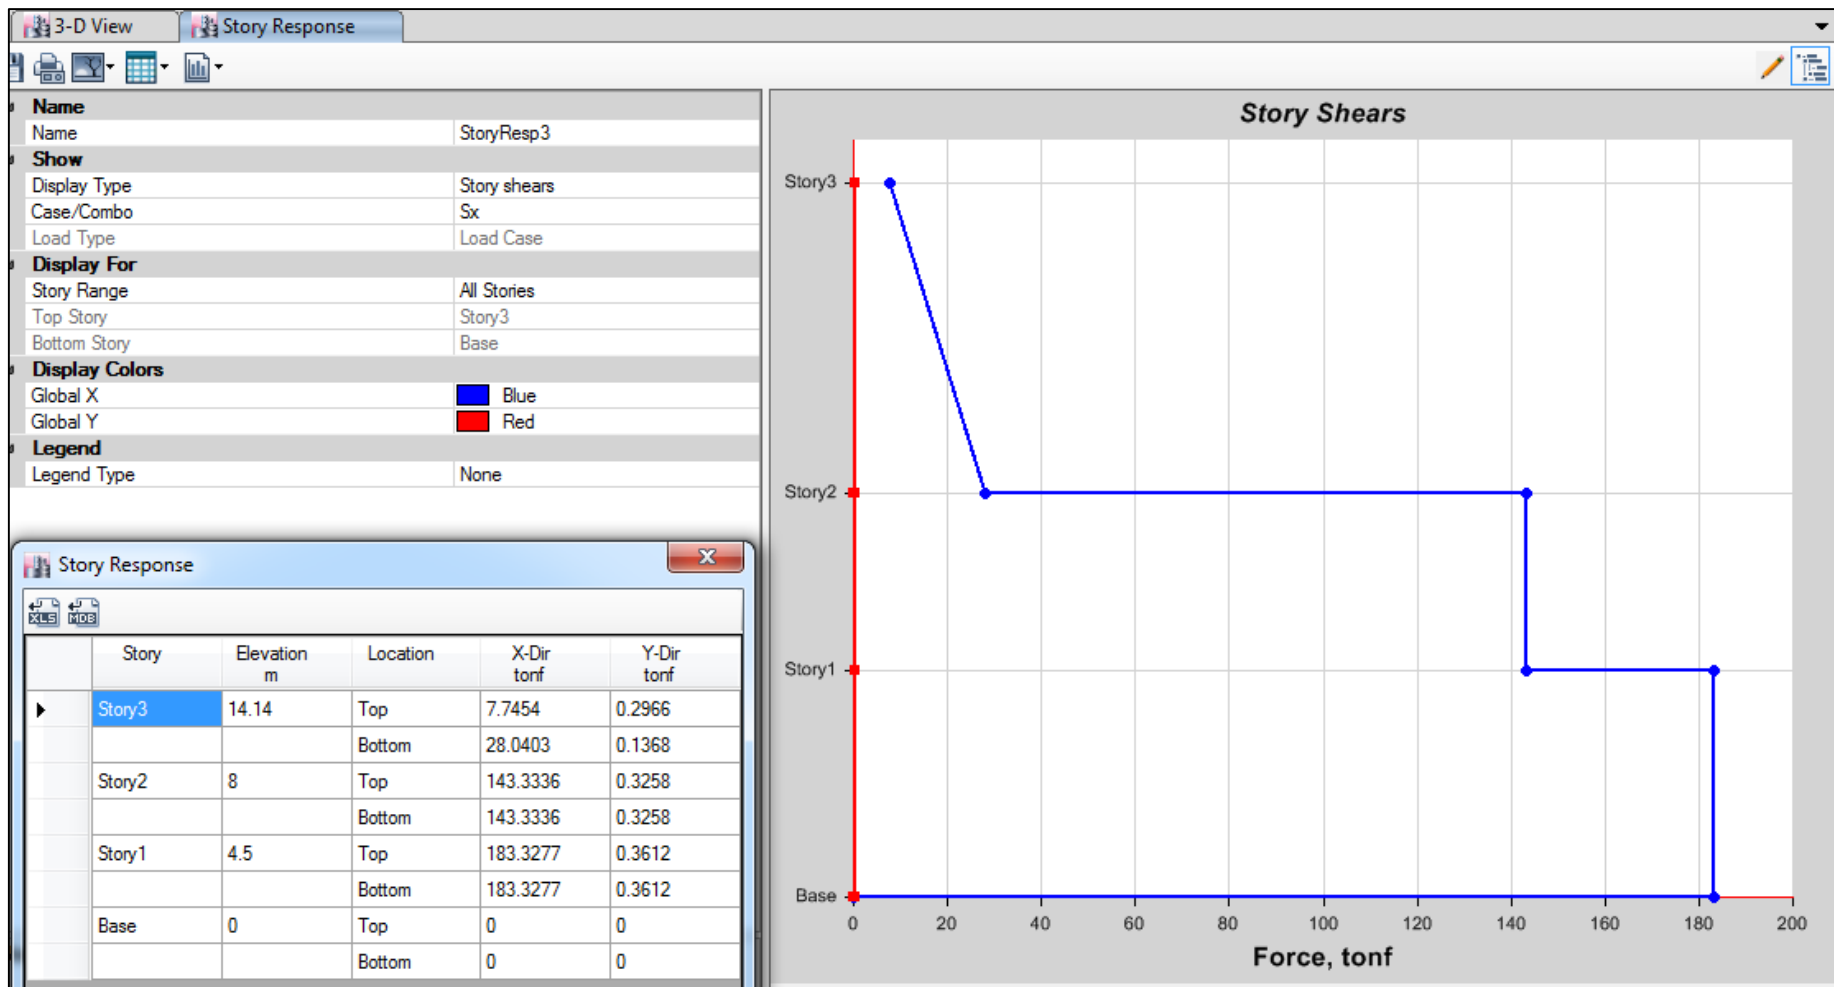 3-D View Story Response
Name
Name StoryResp3
Show
Display Type Story shears
Case/Combo Sx
Load Type Load Case
Display For
Story Range All Stories
Top Story Story3
Bottom Story Base
Display Colors
Global X Blue
Global Y Red
Legend
Legend Type None
Story Response
XLS MDB
Story Elevation Location X-Dir Y-Dir
m tonf tonf
Story3 14.14 Top 7.7454 0.2966
Bottom 28.0403 0.1368
Story2 8 Top 143.3336 0.3258
Bottom 143.3336 0.3258
Story1 4.5 Top 183.3277 0.3612
Bottom 183.3277 0.3612
Base 0 Top 0 0
Bottom 0 0
Story Shears
Story3
Story2
Story1
Base
0 20 40 60 80 100 120 140 160 180 200
Force, tonf